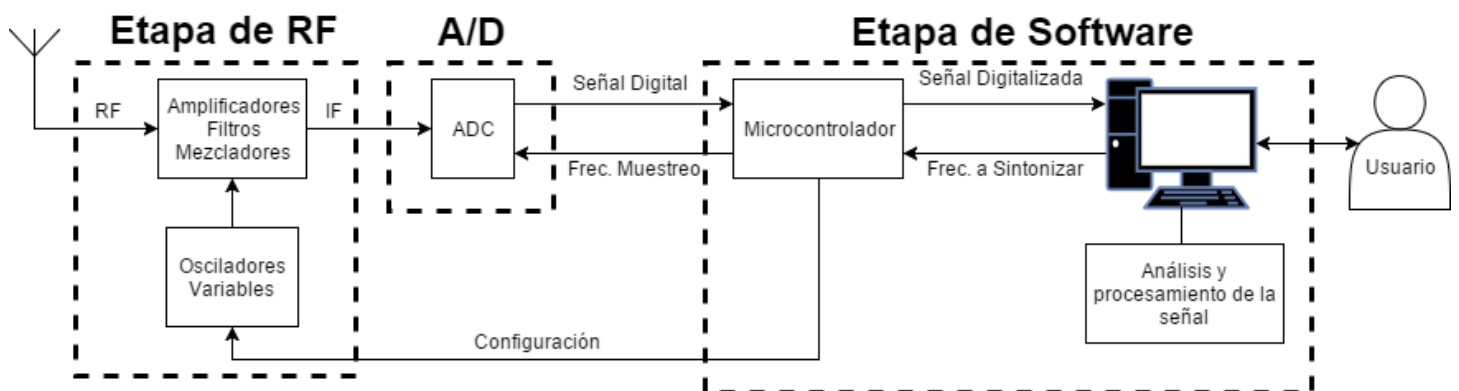 Etapa de RF
A/D
Etapa de Software
RF
Amplificadores
Filtros
Mezcladores
IF
ADC
Señal Digital
Frec. Muestreo
Microcontrolador
Señal Digitalizada
Frec. a Sintonizar
Usuario
Osciladores
Variables
Análisis y
procesamiento de la
señal
Configuración